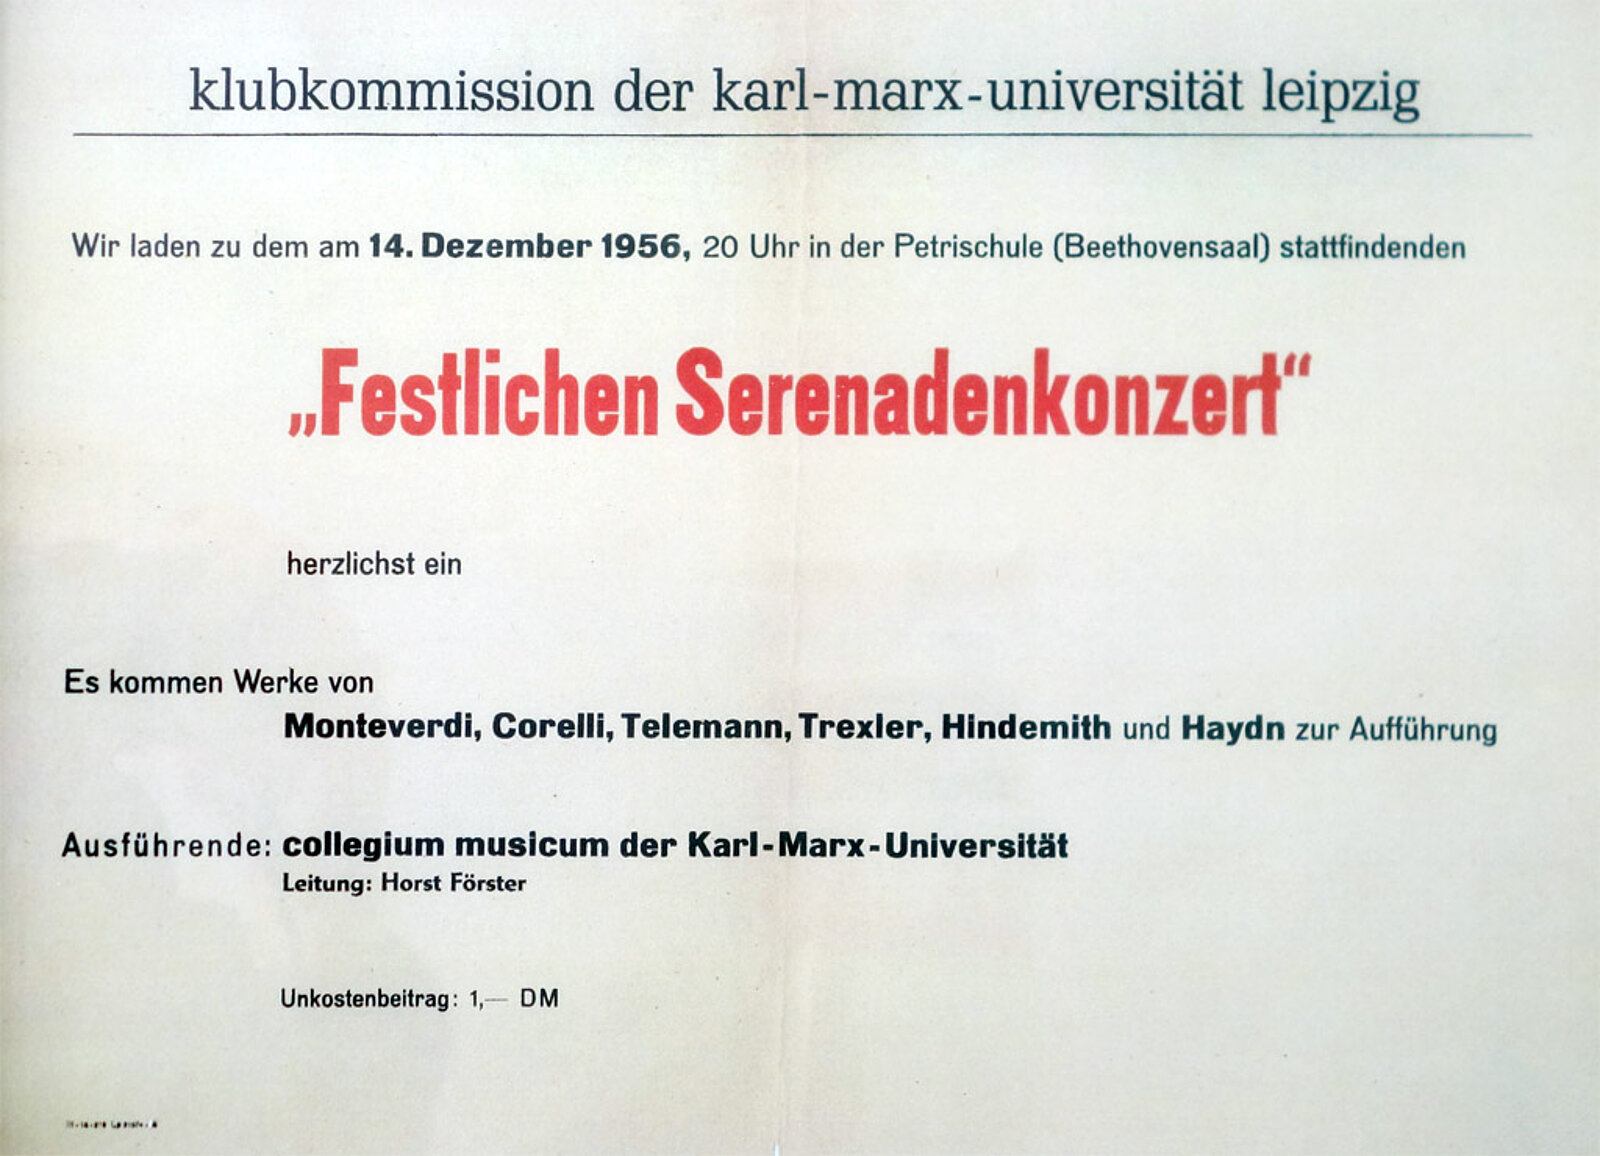 klubkommission der karl-marx-universität leipzig
Wir laden zu dem am 14. Dezember 1956, 20 Uhr in der Petrischule (Beethovensaal) stattfindenden
„Festlichen Serenadenkonzert“
herzlichst ein
Es kommen Werke von
Monteverdi, Corelli, Telemann, Trexler, Hindemith und Haydn zur Aufführung
Ausführende: collegium musicum der Karl-Marx-Universität
Leitung: Horst Förster
Unkostenbeitrag: 1,— DM